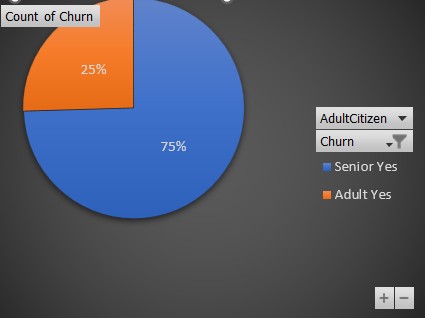 Count of Churn
25%
75%
AdultCitizen
Churn
Senior Yes
Adult Yes
+ −